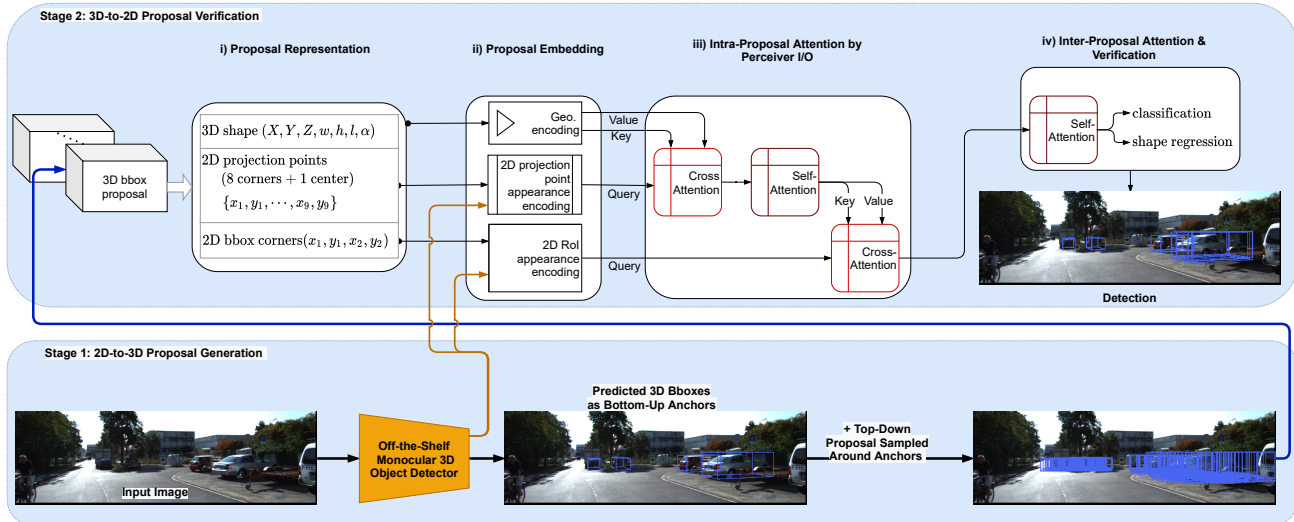 Stage 2: 3D-to-2D Proposal Verification
i) Proposal Representation
ii) Proposal Embedding
iii) Intra-Proposal Attention by
Perceiver I/O
iv) Inter-Proposal Attention &
Verification
3D bbox
proposal
3D shape (X, Y, Z, w, h, l, α)
2D projection points
(8 corners + 1 center)
{x₁, y₁, · · · , x₉, y₉}
2D bbox corners(x₁, y₁, x₂, y₂)
Geo.
encoding
2D projection
point
appearance
encoding
2D RoI
appearance
encoding
Value
Key
Query
Query
Cross
Attention
Self-
Attention
Key
Value
Cross-
Attention
Self-
Attention
classification
shape regression
Detection
Stage 1: 2D-to-3D Proposal Generation
Input Image
Off-the-Shelf
Monocular 3D
Object Detector
Predicted 3D Bboxes
as Bottom-Up Anchors
+ Top-Down
Proposal Sampled
Around Anchors